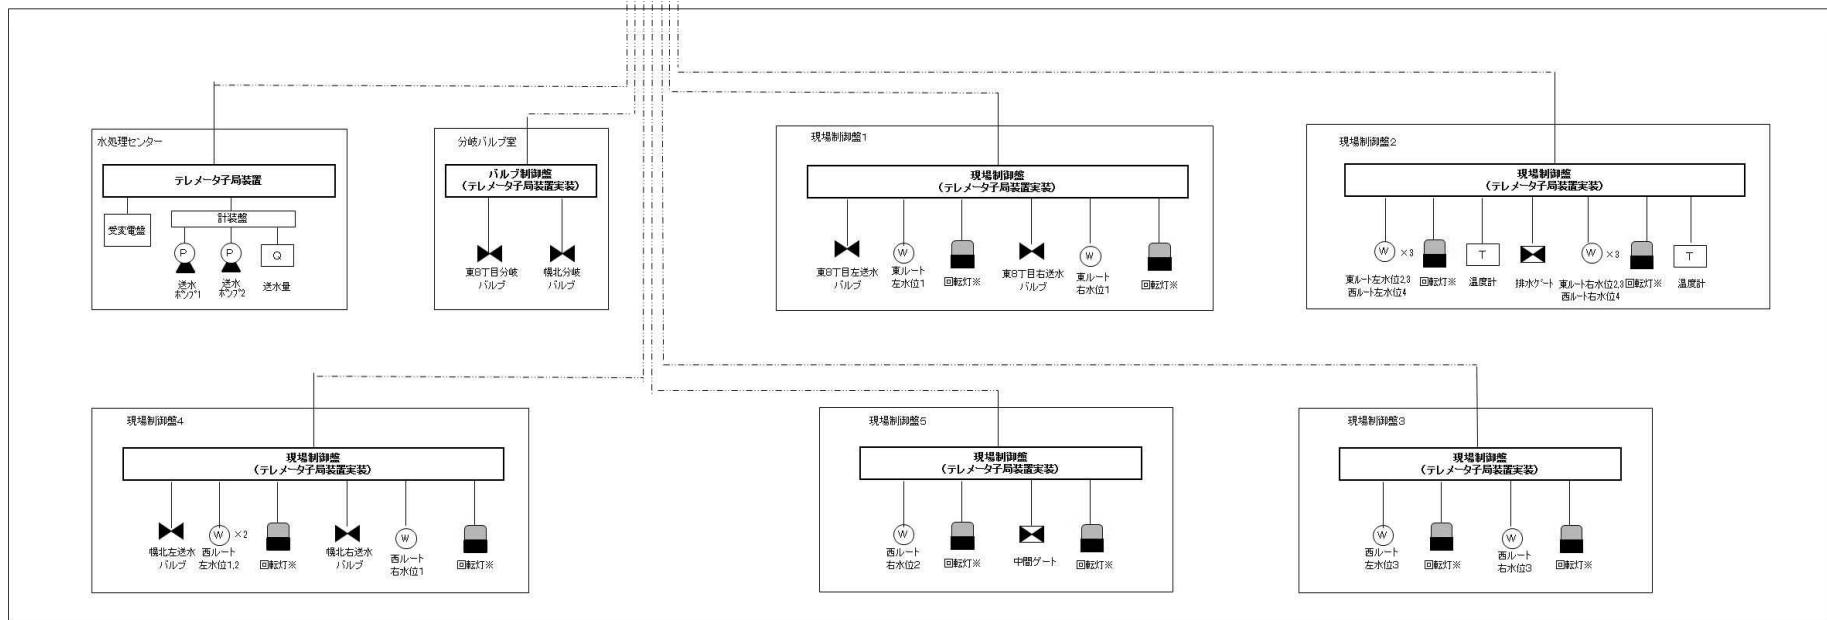 水処理センター
テレメータ子局装置
受変電盤
計装盤
P
P
Q
送水
ポンプ1
送水
ポンプ2
送水量
分岐バルブ室
バルブ制御盤
(テレメータ子局装置実装)
東8丁目分岐
バルブ
幌北分岐
バルブ
現場制御盤1
現場制御盤
(テレメータ子局装置実装)
東8丁目左送水
バルブ
W
東ルート
左水位1
回転灯※
東8丁目右送水
バルブ
W
東ルート
右水位1
回転灯※
現場制御盤2
現場制御盤
(テレメータ子局装置実装)
W ×3
東ルート左水位2,3
西ルート左水位4
回転灯※
T
温度計
排水ゲート
W ×3
東ルート右水位2,3
西ルート右水位4
回転灯※
T
温度計
現場制御盤4
現場制御盤
(テレメータ子局装置実装)
幌北左送水
バルブ
W ×2
西ルート
左水位1,2
回転灯※
幌北右送水
バルブ
W
西ルート
右水位1
回転灯※
現場制御盤5
現場制御盤
(テレメータ子局装置実装)
W
西ルート
右水位2
回転灯※
中間ゲート
回転灯※
現場制御盤3
現場制御盤
(テレメータ子局装置実装)
W
西ルート
左水位3
回転灯※
W
西ルート
右水位3
回転灯※